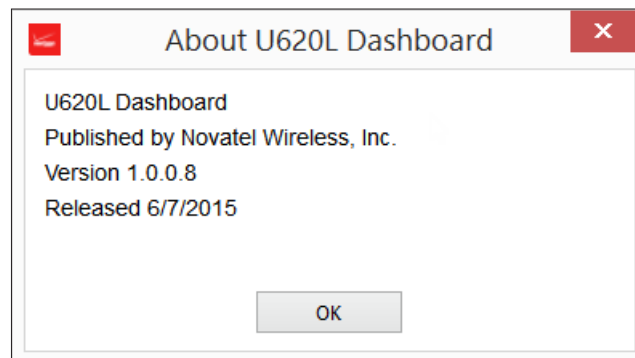 About U620L Dashboard
U620L Dashboard
Published by Novatel Wireless, Inc.
Version 1.0.0.8
Released 6/7/2015
OK